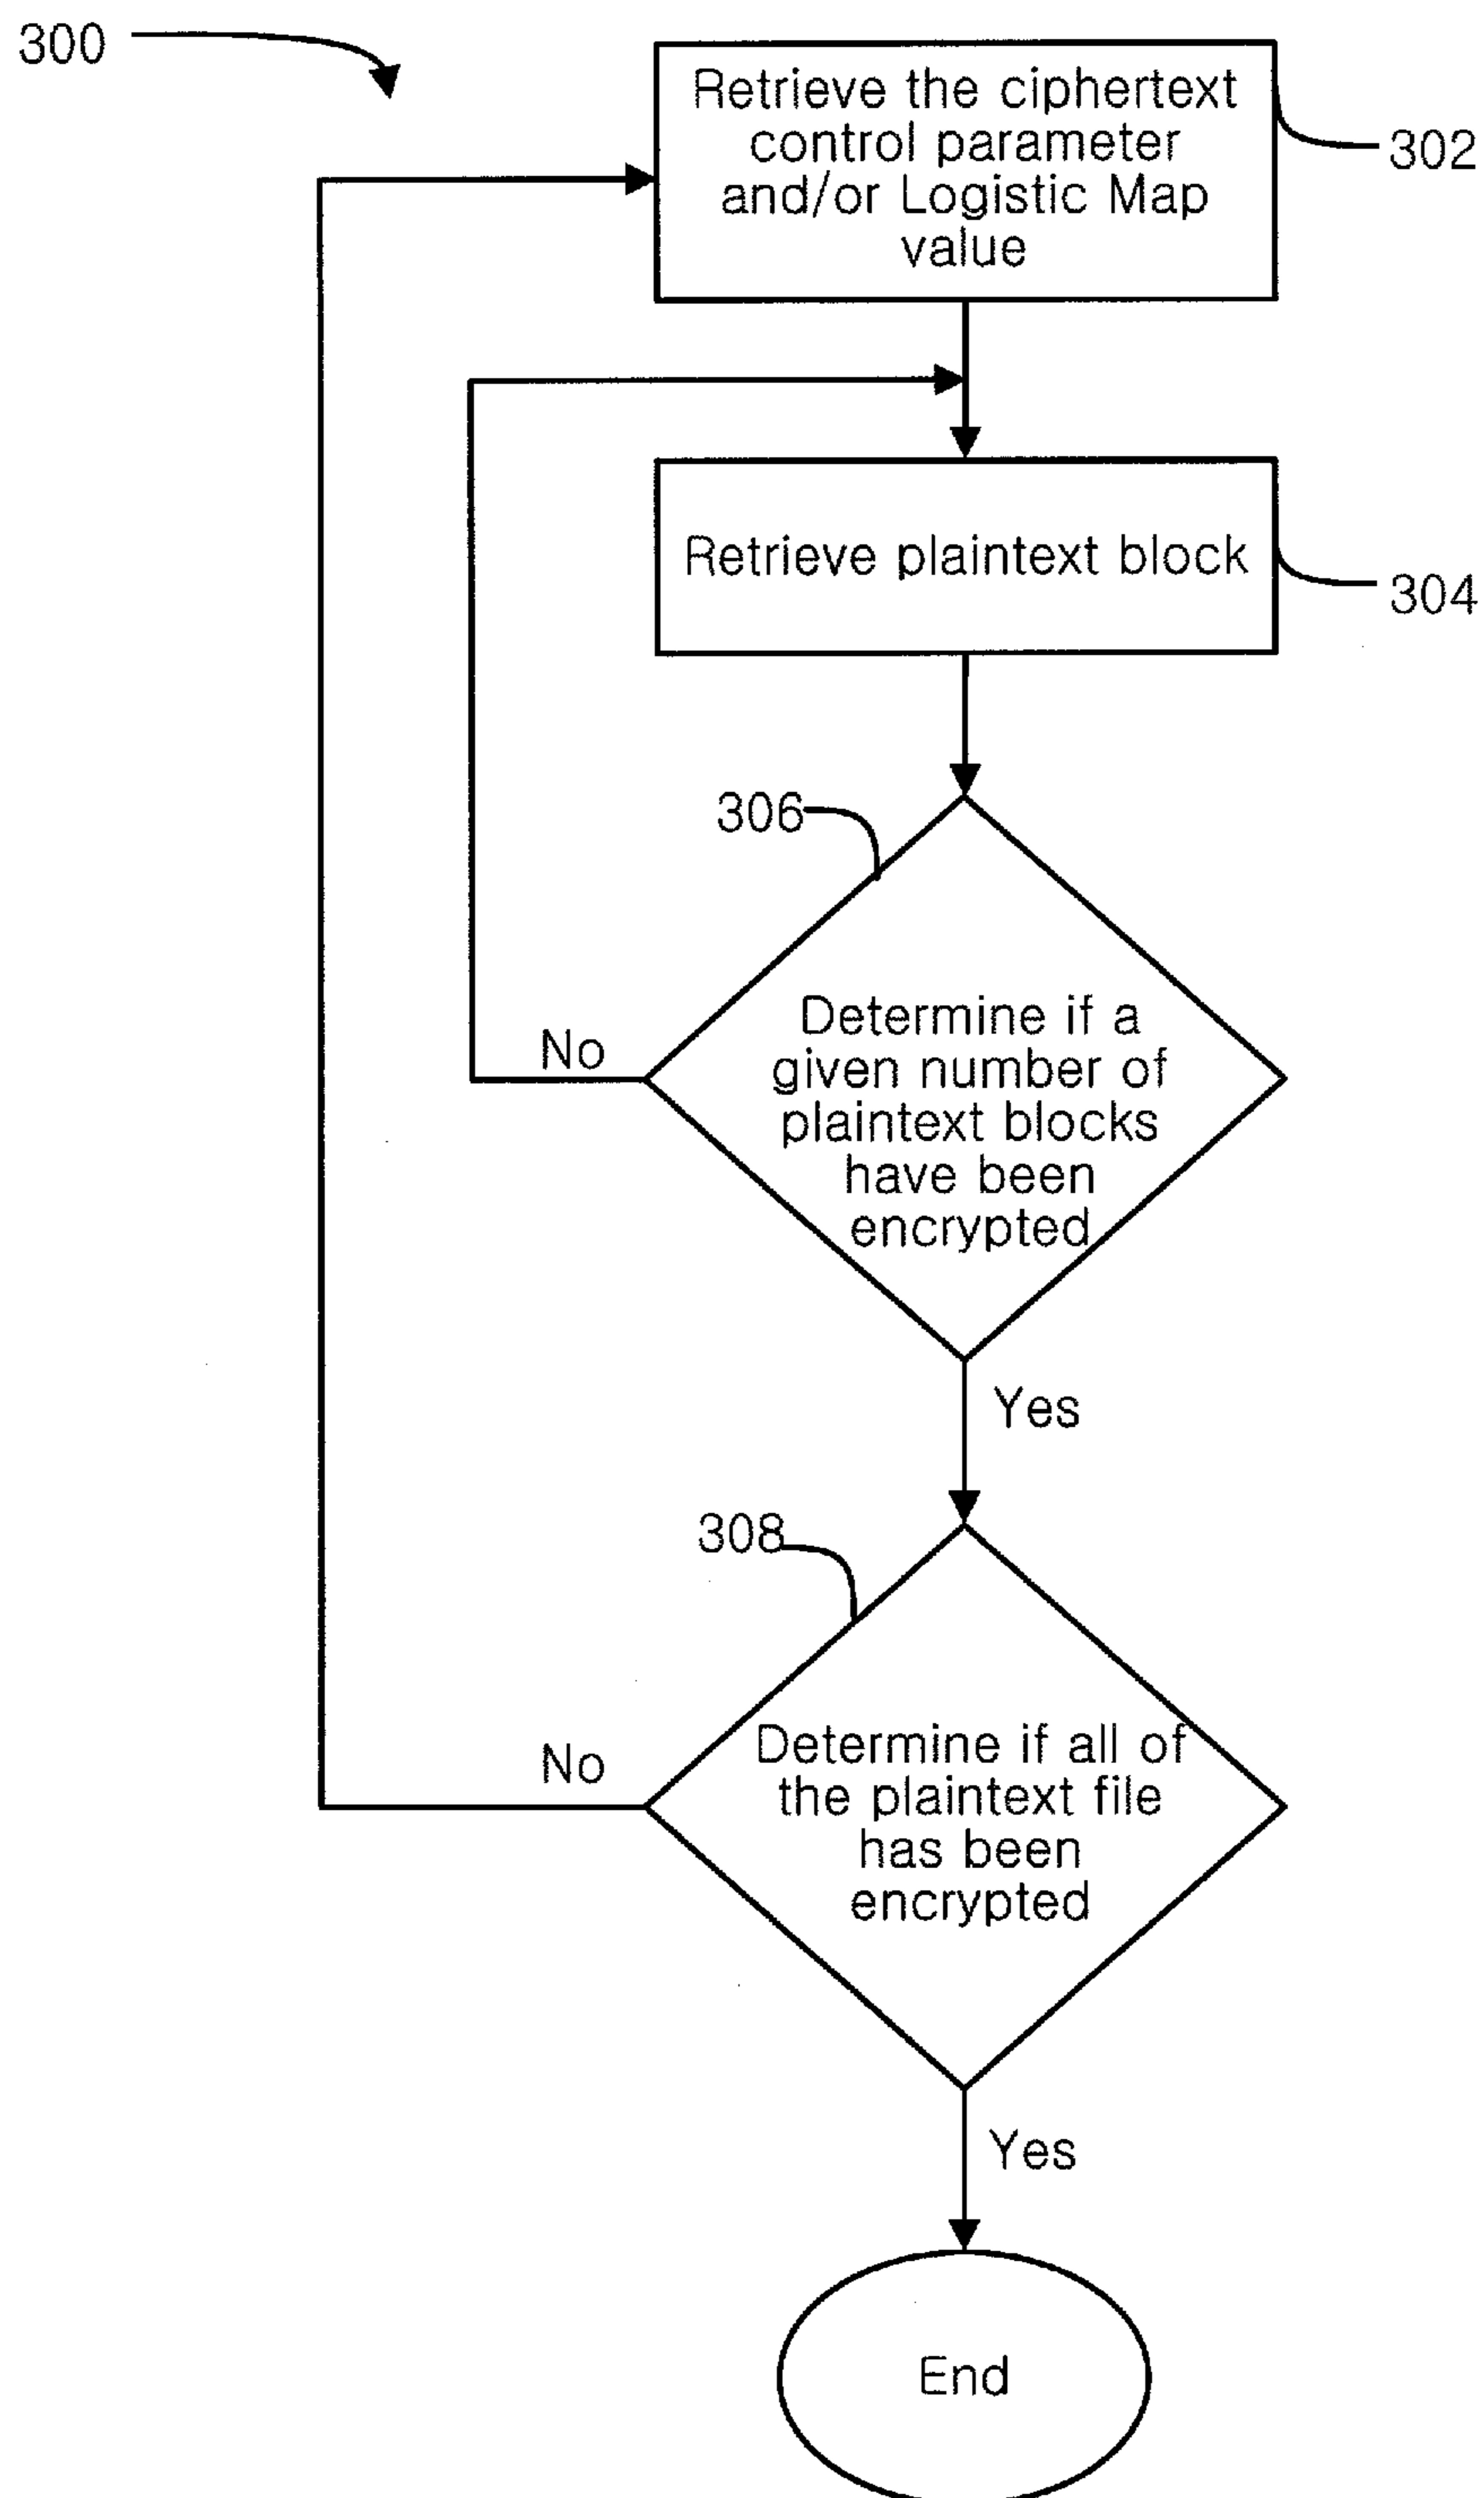 300
Retrieve the ciphertext
control parameter
and/or Logistic Map
value
302
Retrieve plaintext block
304
306
Determine if a
given number of
plaintext blocks
have been
encrypted
No
Yes
308
Determine if all of
the plaintext file
has been
encrypted
No
Yes
End